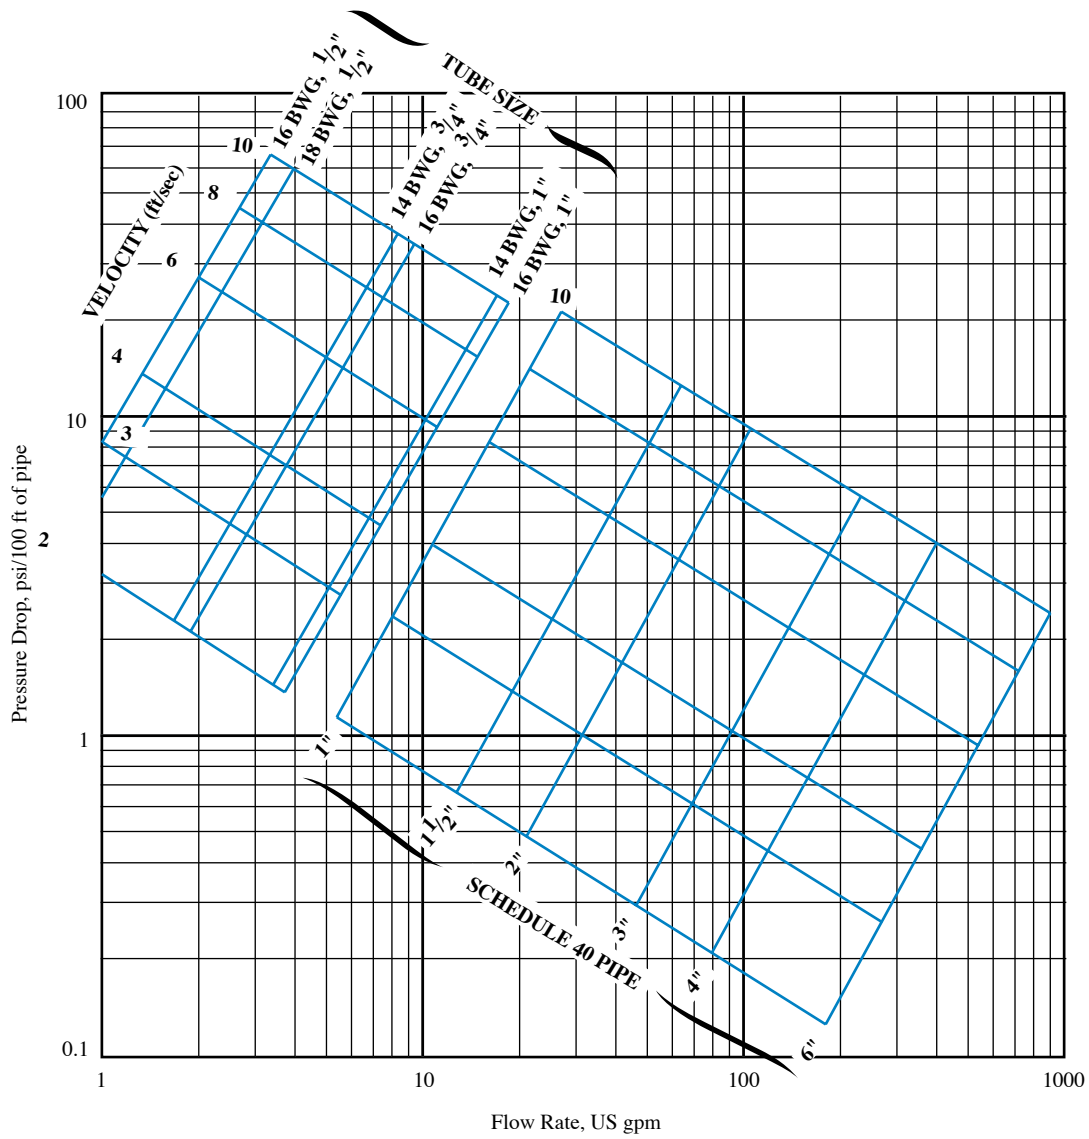 TUBE SIZE
16 BWG, 1/2"
18 BWG, 1/2"
14 BWG, 3/4"
16 BWG, 3/4"
14 BWG, 1"
16 BWG, 1"
VELOCITY (ft/sec)
10
8
6
4
3
2
10
100
10
1
0.1
Pressure Drop, psi/100 ft of pipe
1"
1 1/2"
2"
3"
4"
6"
SCHEDULE 40 PIPE
1
10
100
1000
Flow Rate, US gpm